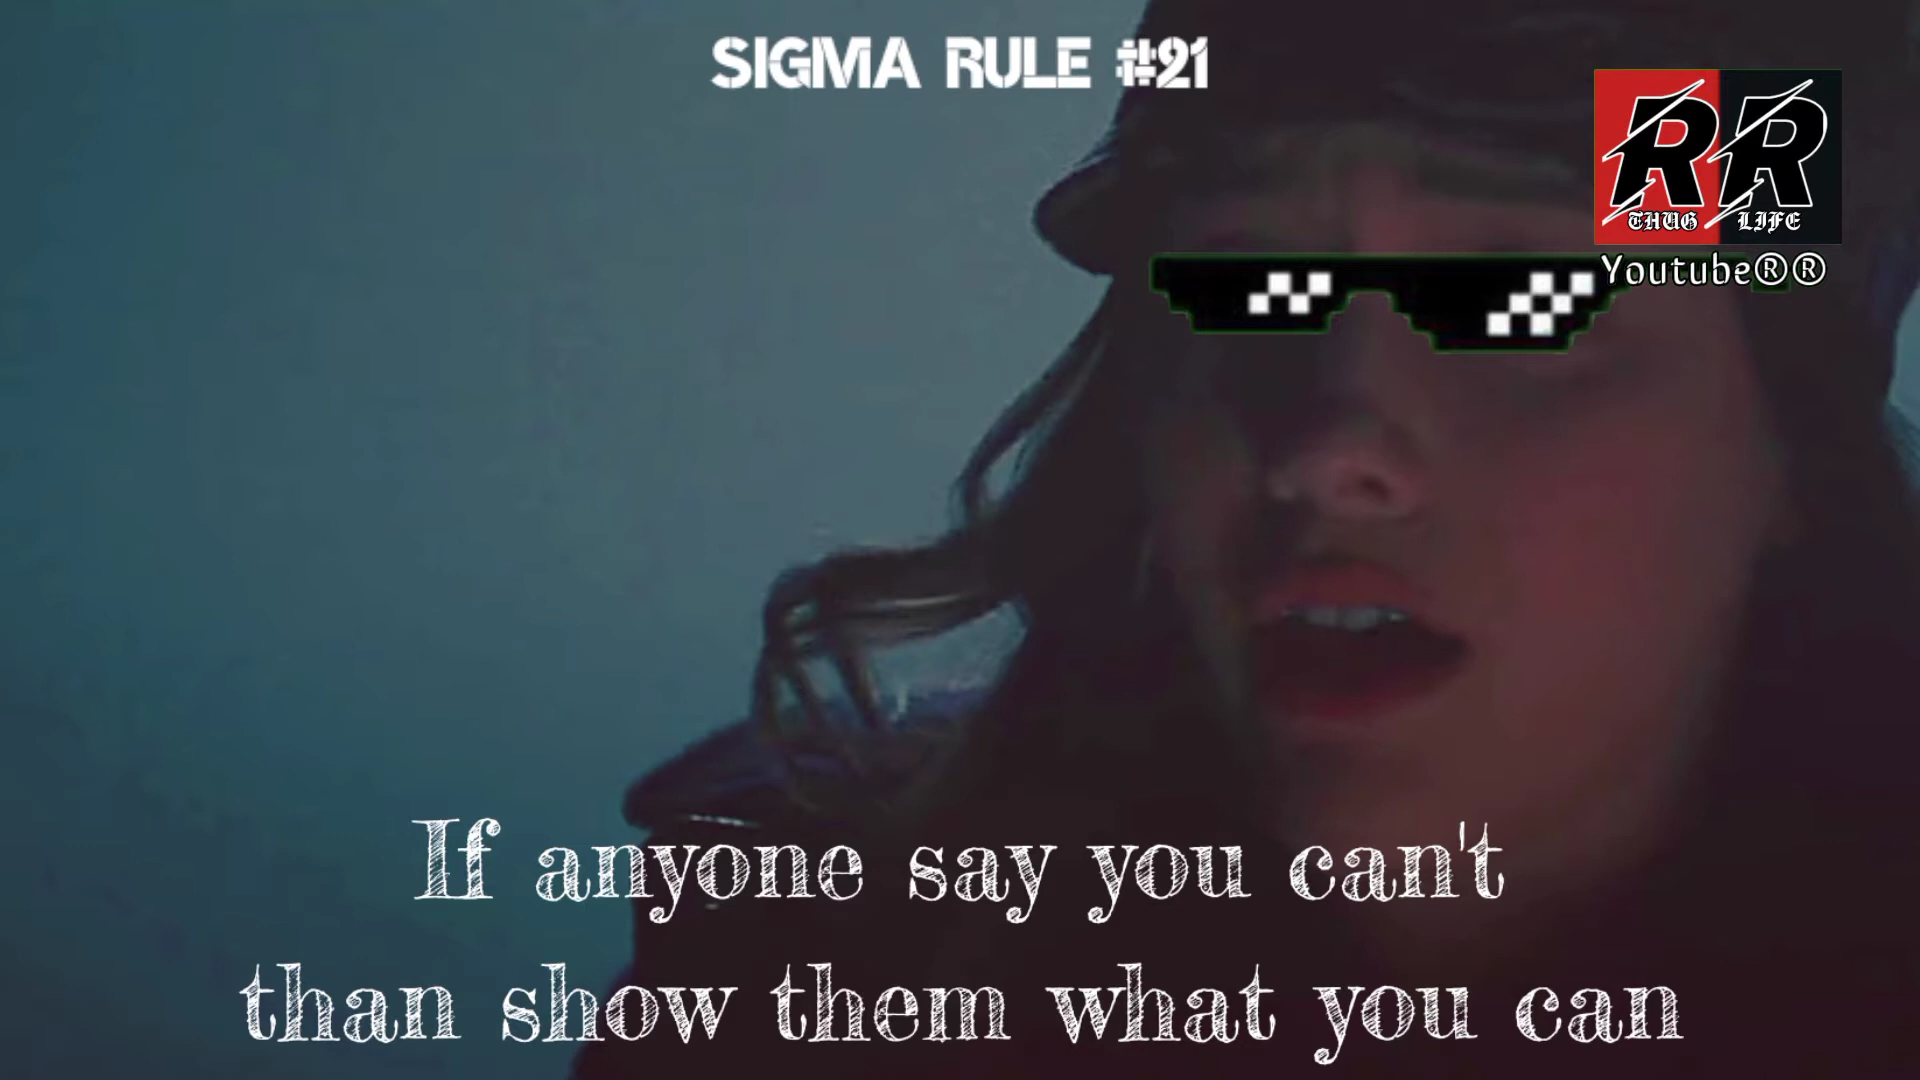 SIGMA RULE #21
RR
THUG LIFE
Youtube®®
If anyone say you can't
than show them what you can